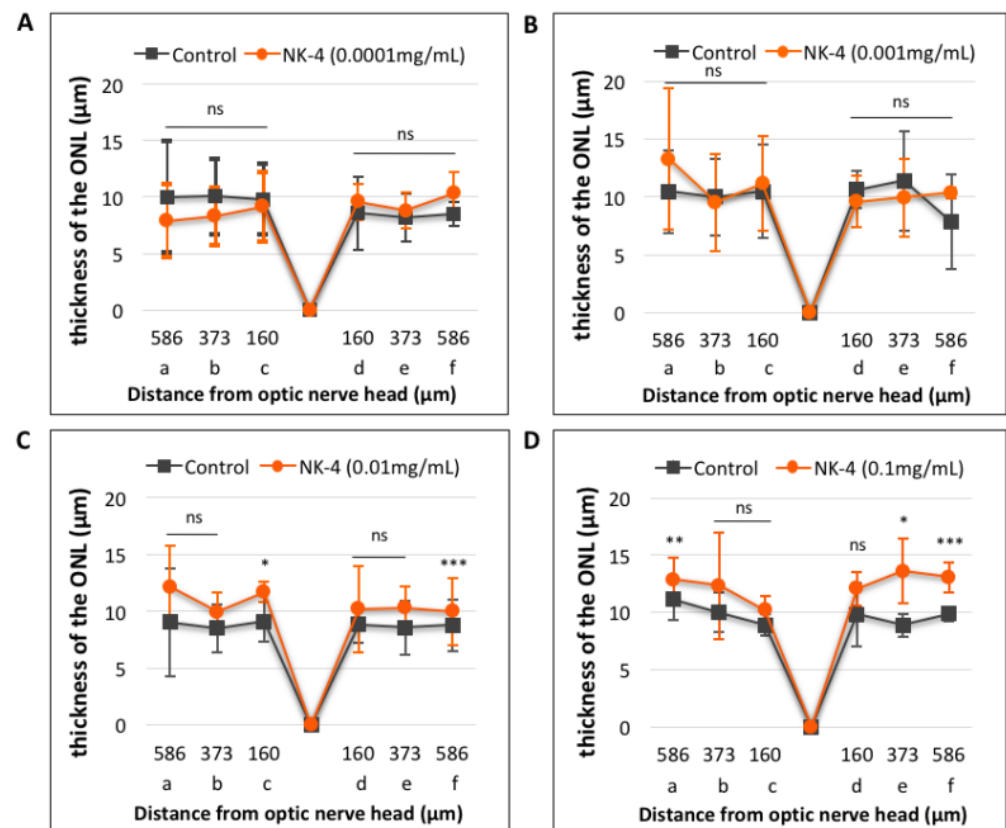 A
Control NK-4 (0.0001mg/mL)
thickness of the ONL (µm)
20
15
10
5
0
ns
ns
586 373 160 160 373 586
a b c d e f
Distance from optic nerve head (µm)
B
Control NK-4 (0.001mg/mL)
thickness of the ONL (µm)
20
15
10
5
0
ns
ns
586 373 160 160 373 586
a b c d e f
Distance from optic nerve head (µm)
C
Control NK-4 (0.01mg/mL)
thickness of the ONL (µm)
20
15
10
5
0
ns
*
ns
***
586 373 160 160 373 586
a b c d e f
Distance from optic nerve head (µm)
D
Control NK-4 (0.1mg/mL)
thickness of the ONL (µm)
20
15
10
5
0
**
ns
ns
*
***
586 373 160 160 373 586
a b c d e f
Distance from optic nerve head (µm)